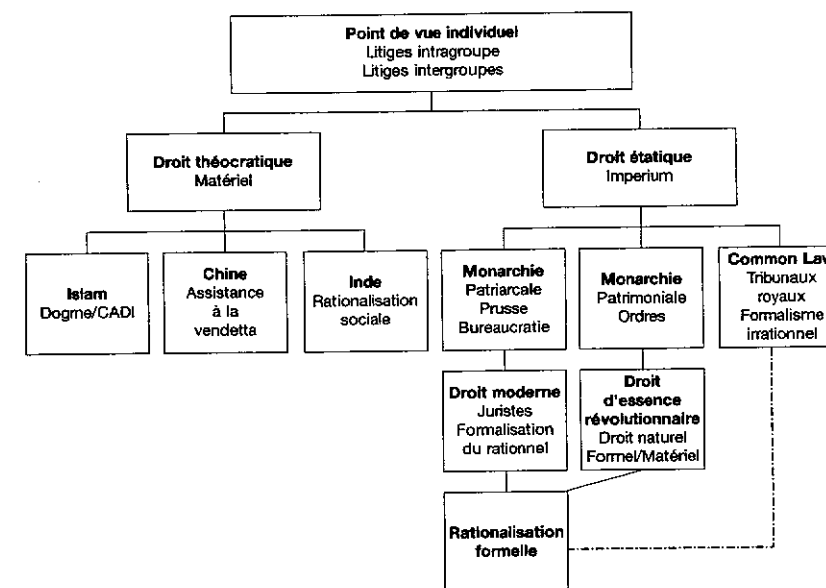 Point de vue individuel
Litiges intragroupe
Litiges intergroupes
Droit théocratique
Matériel
Droit étatique
Imperium
Islam
Dogme/CADI
Chine
Assistance
à la
vendetta
Inde
Rationalisation
sociale
Monarchie
Patriarcale
Prusse
Bureaucratie
Monarchie
Patrimoniale
Ordres
Common Law
Tribunaux
royaux
Formalisme
irrationnel
Droit moderne
Juristes
Formalisation
du rationnel
Droit
d'essence
révolutionnaire
Droit naturel
Formel/Matériel
Rationalisation
formelle